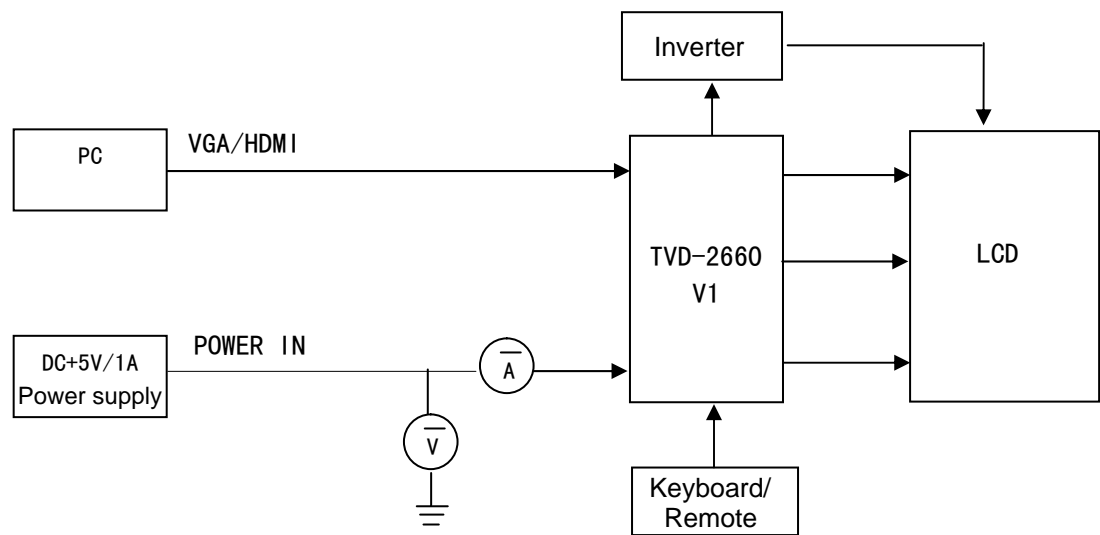 Inverter
PC
VGA/HDMI
TVD-2660
V1
LCD
DC+5V/1A
Power supply
POWER IN
A
V
Keyboard/
Remote